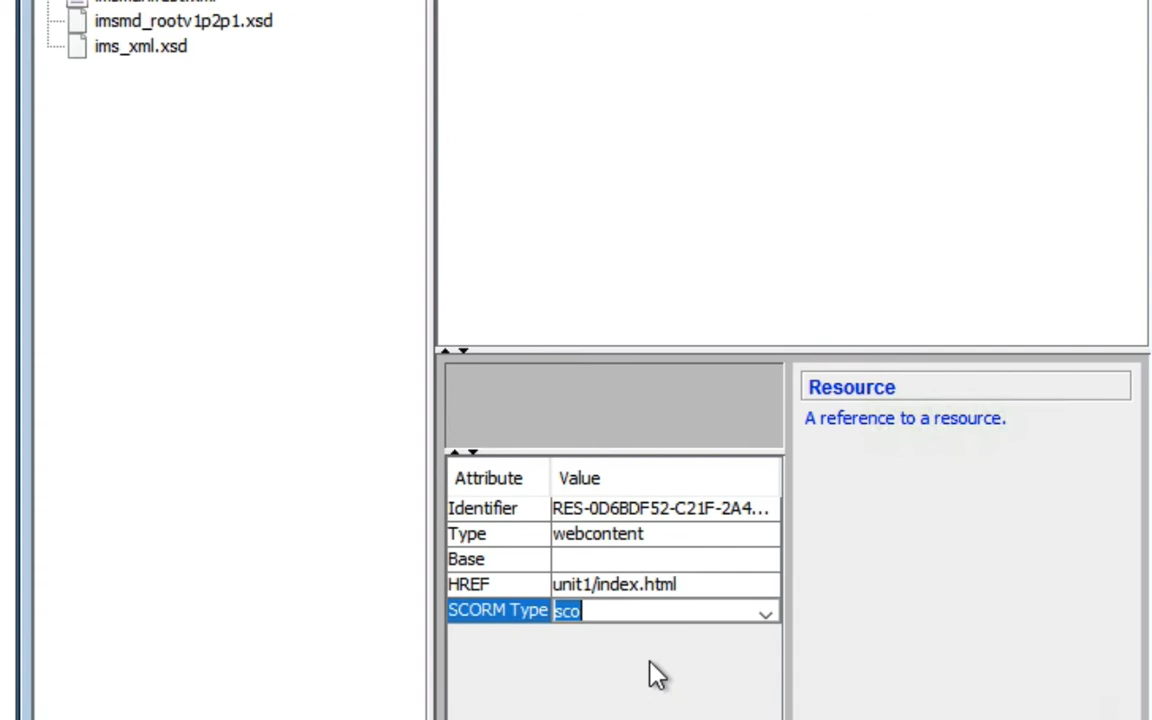 imsmd_rootv1p2p1.xsd
ims_xml.xsd
Resource
A reference to a resource.
Attribute Value
Identifier RES-0D6BDF52-C21F-2A4...
Type webcontent
Base
HREF unit1/index.html
SCORM Type sco